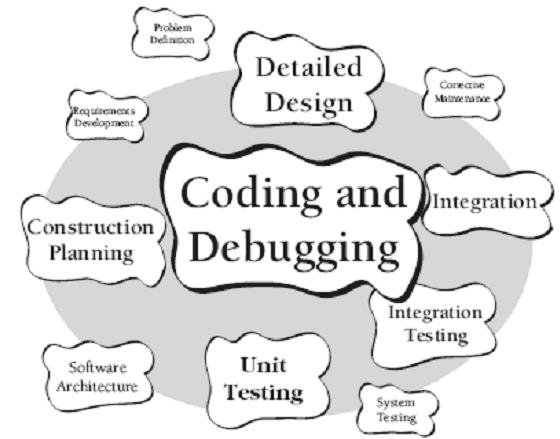 Problem
Definition
Detailed
Design
Corrective
Maintenance
Requirements
Development
Coding and
Debugging
Integration
Construction
Planning
Integration
Testing
Software
Architecture
Unit
Testing
System
Testing